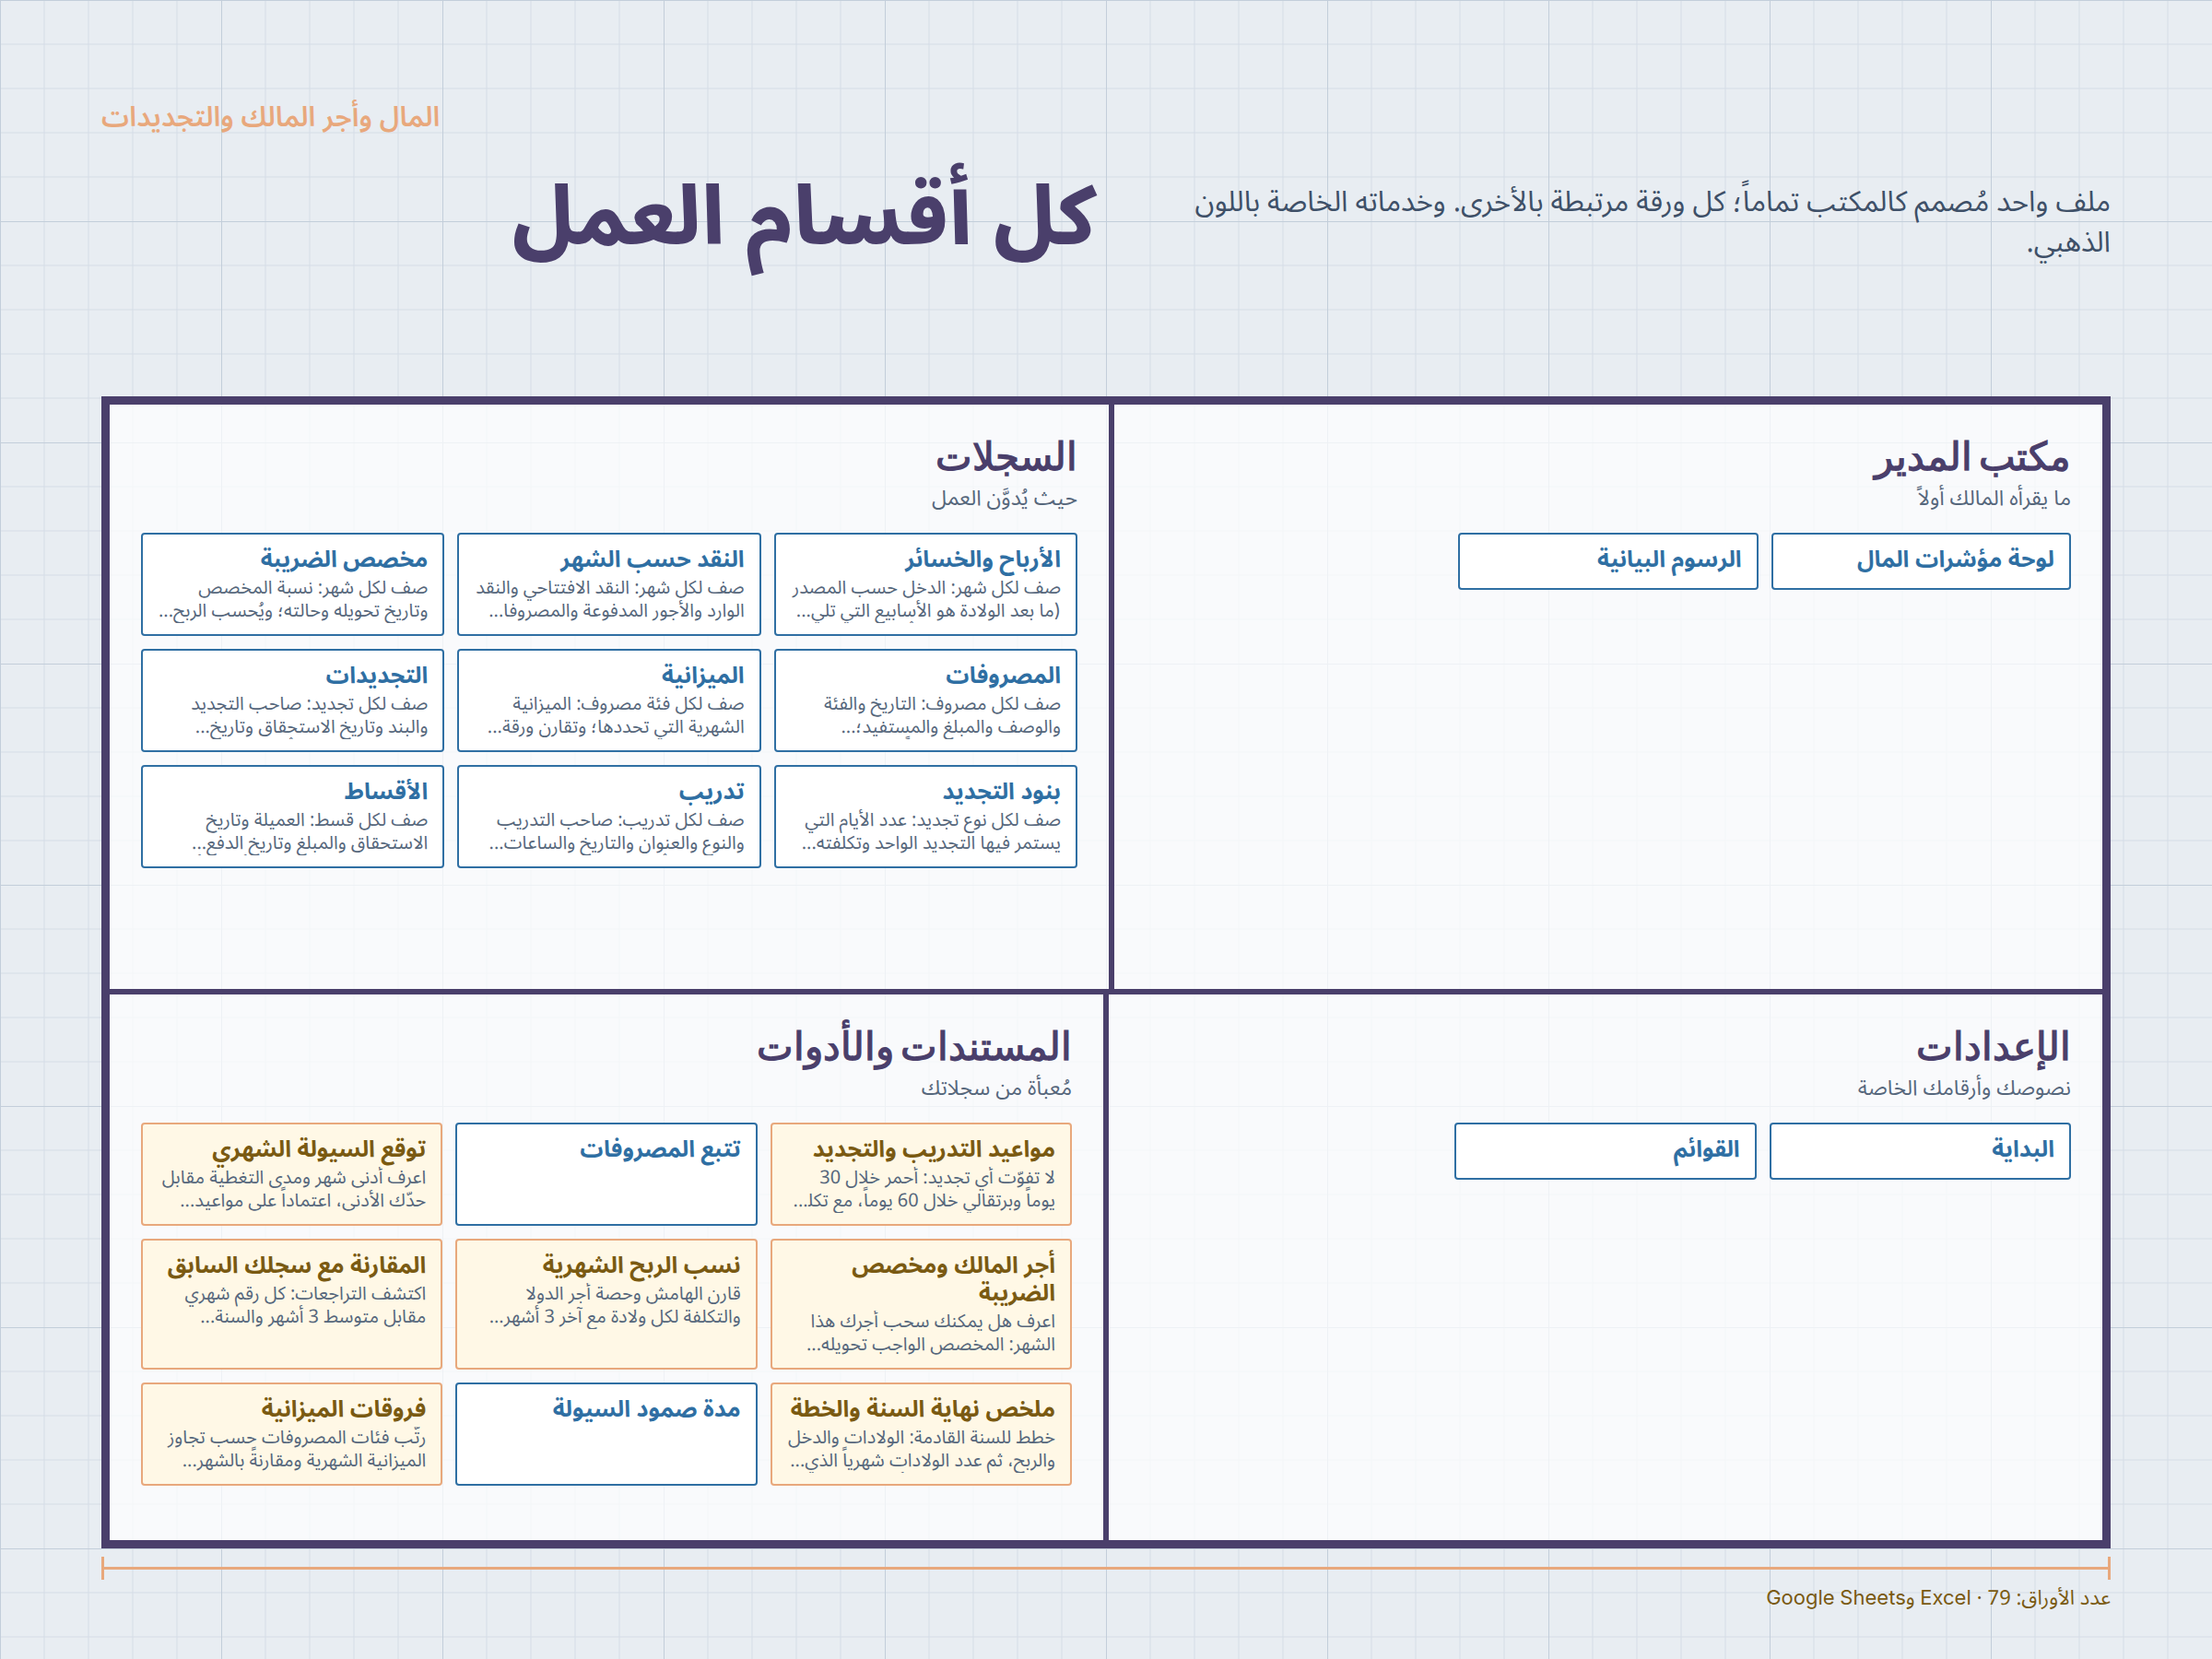 المال وأجر المالك والتجديدات
كل أقسام العمل
ملف واحد مُصمم كالمكتب تماماً؛ كل ورقة مرتبطة بالأخرى. وخدماته الخاصة باللون
الذهبي.
مكتب المدير
ما يقرأه المالك أولاً
لوحة مؤشرات المال
الرسوم البيانية
السجلات
حيث يُدوَّن العمل
الأرباح والخسائر
صف لكل شهر: الدخل حسب المصدر
(ما بعد الولادة هو الأسابيع التي تلي...
النقد حسب الشهر
صف لكل شهر: النقد الافتتاحي والنقد
الوارد والأجور المدفوعة والمصروفا...
مخصص الضريبة
صف لكل شهر: نسبة المخصص
وتاريخ تحويله وحالته؛ ويُحسب الربح...
المصروفات
صف لكل مصروف: التاريخ والفئة
والوصف والمبلغ والمستفيد؛...
الميزانية
صف لكل فئة مصروف: الميزانية
الشهرية التي تحددها؛ وتقارن ورقة...
التجديدات
صف لكل تجديد: صاحب التجديد
والبند وتاريخ الاستحقاق وتاريخ...
بنود التجديد
صف لكل نوع تجديد: عدد الأيام التي
يستمر فيها التجديد الواحد وتكلفته...
تدريب
صف لكل تدريب: صاحب التدريب
والنوع والعنوان والتاريخ والساعات...
الأقساط
صف لكل قسط: العميلة وتاريخ
الاستحقاق والمبلغ وتاريخ الدفع...
الإعدادات
نصوصك وأرقامك الخاصة
البداية
القوائم
المستندات والأدوات
مُعبأة من سجلاتك
مواعيد التدريب والتجديد
لا تفوّت أي تجديد: أحمر خلال 30
يوماً وبرتقالي خلال 60 يوماً، مع تكلـ...
تتبع المصروفات
توقع السيولة الشهري
اعرف أدنى شهر ومدى التغطية مقابل
حدّك الأدنى، اعتماداً على مواعيد...
أجر المالك ومخصص
الضريبة
اعرف هل يمكنك سحب أجرك هذا
الشهر: المخصص الواجب تحويله...
نسب الربح الشهرية
قارن الهامش وحصة أجر الدولا
والتكلفة لكل ولادة مع آخر 3 أشهر...
المقارنة مع سجلك السابق
اكتشف التراجعات: كل رقم شهري
مقابل متوسط 3 أشهر والسنة...
ملخص نهاية السنة والخطة
خطط للسنة القادمة: الولادات والدخل
والربح، ثم عدد الولادات شهرياً الذي...
مدة صمود السيولة
فروقات الميزانية
رتّب فئات المصروفات حسب تجاوز
الميزانية الشهرية ومقارنةً بالشهر...
عدد الأوراق: 79 · Excel وGoogle Sheets